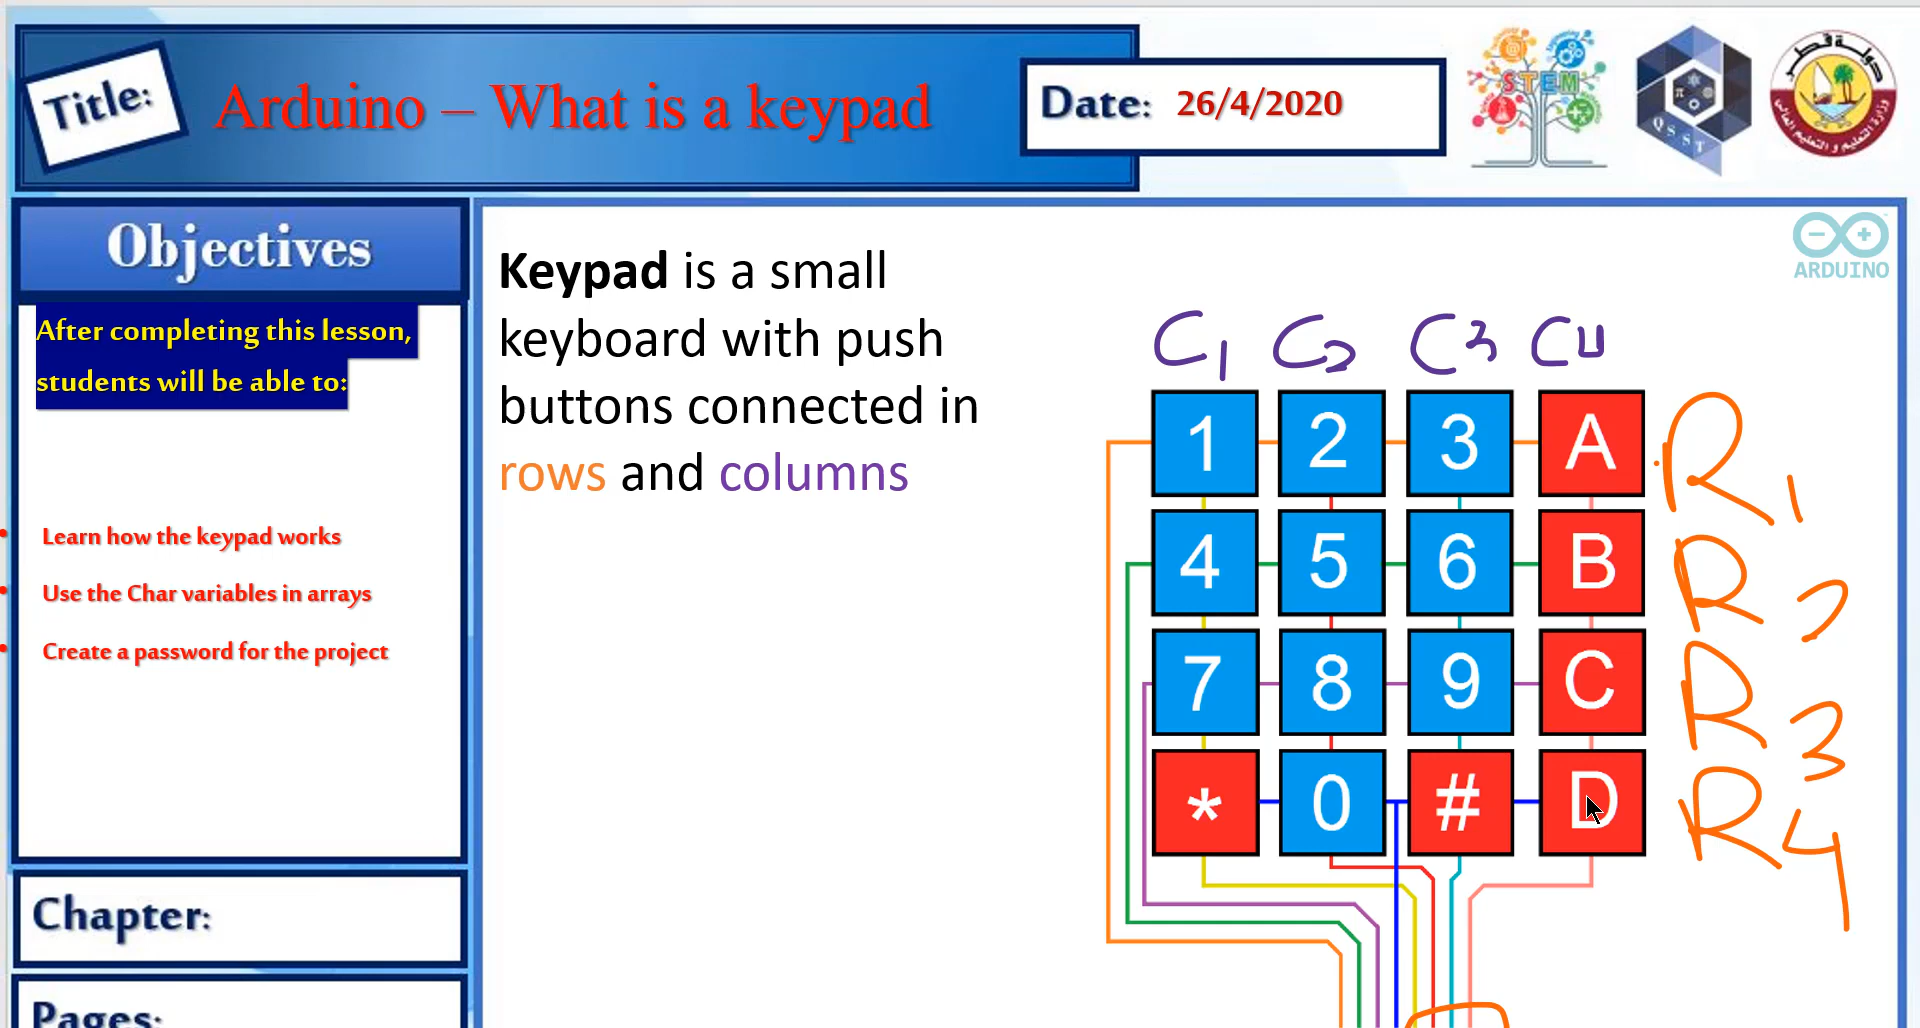 Title:
Arduino – What is a keypad
Date: 26/4/2020
STEM
QSST
Objectives
After completing this lesson,
students will be able to:
• Learn how the keypad works
• Use the Char variables in arrays
• Create a password for the project
Chapter:
Pages:
Keypad is a small
keyboard with push
buttons connected in
rows and columns
ARDUINO
C1 C2 C3 C4
1 2 3 A R1
4 5 6 B R2
7 8 9 C R3
* 0 # D R4